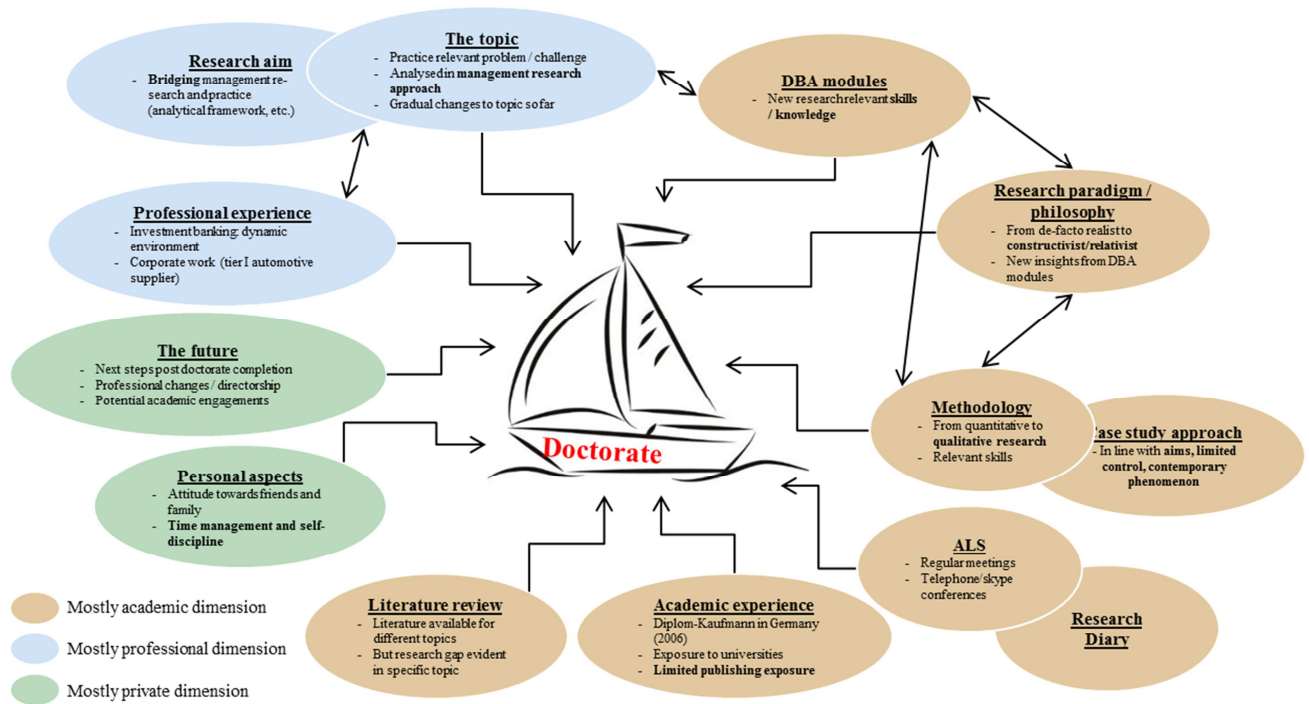 Research aim
- Bridging management re-
search and practice
(analytical framework, etc.)
The topic
- Practice relevant problem / challenge
- Analysed in management research
approach
- Gradual changes to topic so far
DBA modules
- New research relevant skills
/ knowledge
Professional experience
- Investment banking: dynamic
environment
- Corporate work (tier I automotive
supplier)
Research paradigm /
philosophy
- From de-facto realist to
constructivist/relativist
- New insights from DBA
modules
The future
- Next steps post doctorate completion
- Professional changes / directorship
- Potential academic engagements
Methodology
- From quantitative to
qualitative research
- Relevant skills
ase study approach
- In line with aims, limited
control, contemporary
phenomenon
Doctorate
Personal aspects
- Attitude towards friends and
family
- Time management and self-
discipline
ALS
- Regular meetings
- Telephone/skype
conferences
Research
Diary
Literature review
- Literature available for
different topics
- But research gap evident
in specific topic
Academic experience
- Diplom-Kaufmann in Germany
(2006)
- Exposure to universities
- Limited publishing exposure
Mostly academic dimension
Mostly professional dimension
Mostly private dimension